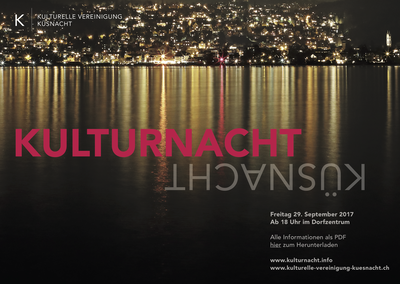 K
KULTURELLE VEREINIGUNG
KÜSNACHT
KULTURNACHT
KÜSNACHT
Freitag 29. September 2017
Ab 18 Uhr im Dorfzentrum
Alle Informationen als PDF
hier zum Herunterladen
www.kulturnacht.info
www.kulturelle-vereinigung-kuesnacht.ch